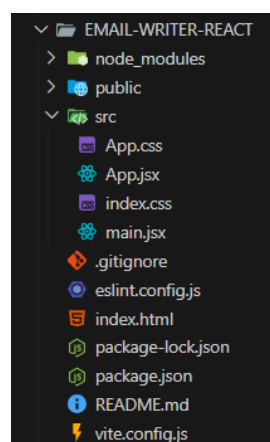 EMAIL-WRITER-REACT
node_modules
public
src
App.css
App.jsx
index.css
main.jsx
.gitignore
eslint.config.js
index.html
package-lock.json
package.json
README.md
vite.config.js